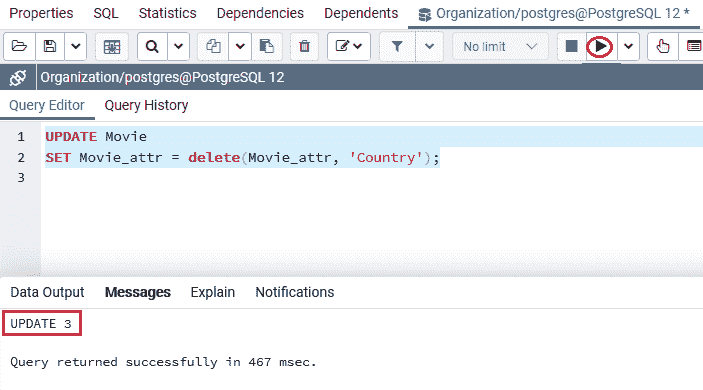 Properties SQL Statistics Dependencies Dependents Organization/postgres@PostgreSQL 12 *
No limit
Organization/postgres@PostgreSQL 12
Query Editor Query History
1 UPDATE Movie
2 SET Movie_attr = delete(Movie_attr, 'Country');
3
Data Output Messages Explain Notifications
UPDATE 3
Query returned successfully in 467 msec.